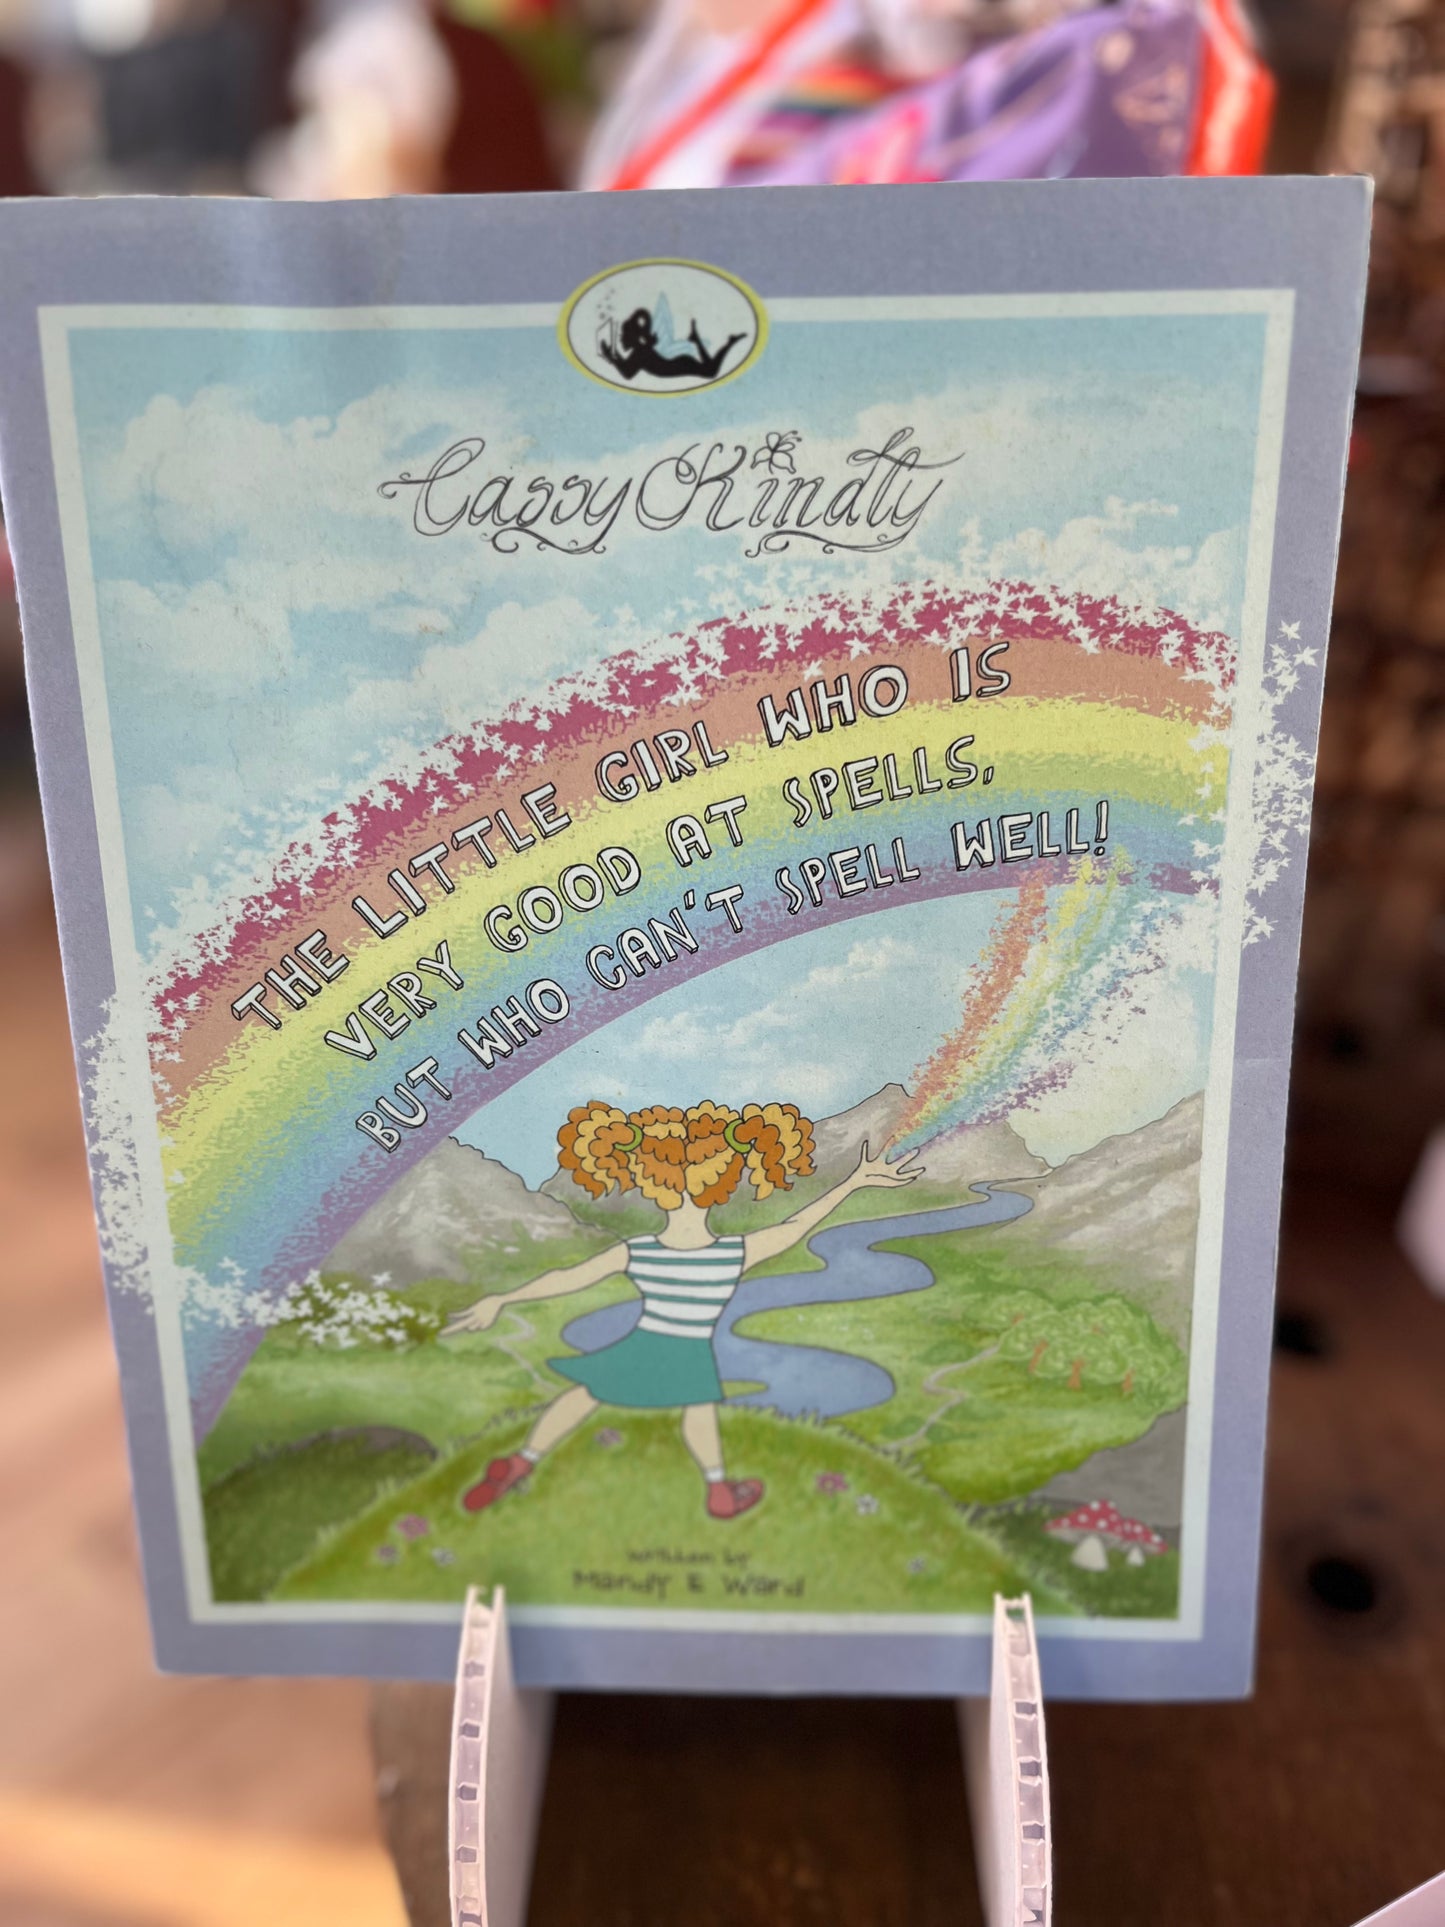 Cassy Kindly
THE LITTLE GIRL WHO IS
VERY GOOD AT SPELLS,
BUT WHO CAN'T SPELL WELL!
written by
Mandy E Ward